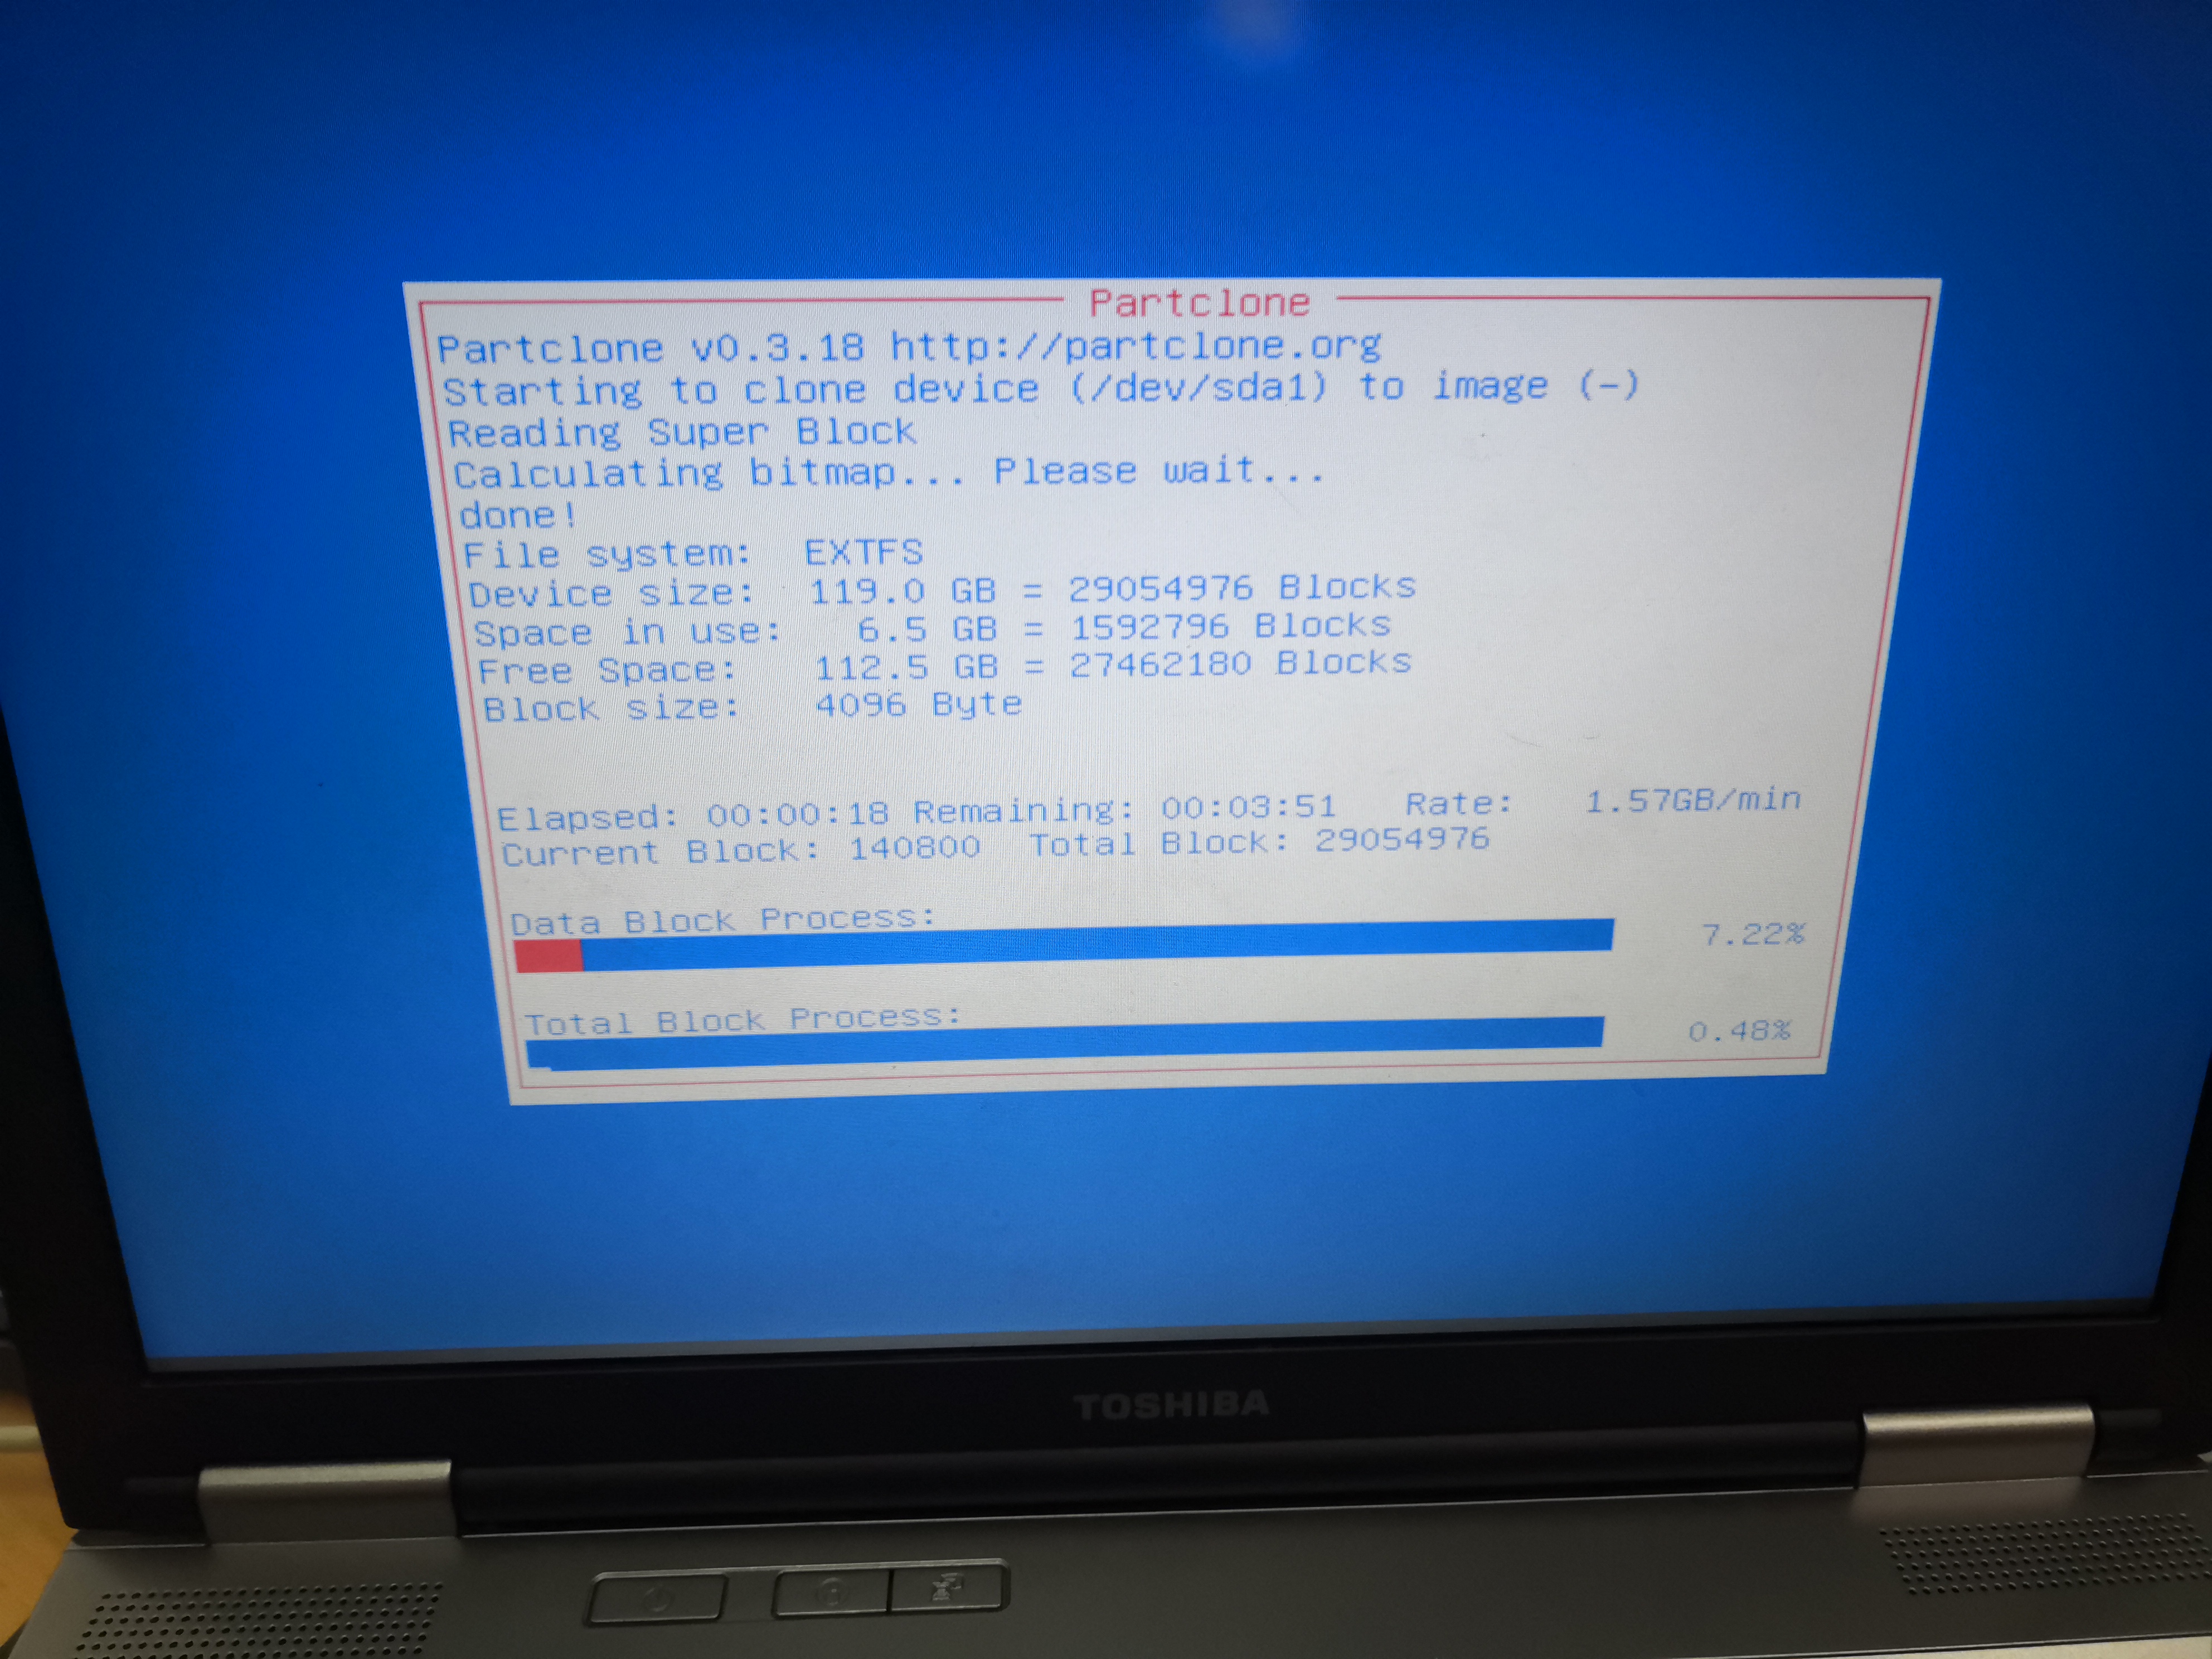 Partclone
Partclone v0.3.18 http://partclone.org
Starting to clone device (/dev/sda1) to image (-)
Reading Super Block
Calculating bitmap... Please wait...
done!
File system: EXTFS
Device size: 119.0 GB = 29054976 Blocks
Space in use: 6.5 GB = 1592796 Blocks
Free Space: 112.5 GB = 27462180 Blocks
Block size: 4096 Byte
Elapsed: 00:00:18 Remaining: 00:03:51 Rate: 1.57GB/min
Current Block: 140800 Total Block: 29054976
Data Block Process:
7.22%
Total Block Process:
0.48%
TOSHIBA